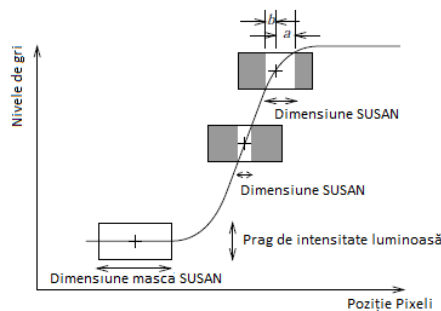 b
a
Nivele de gri
Dimensiune SUSAN
Dimensiune SUSAN
Prag de intensitate luminoasă
Dimensiune masca SUSAN
Poziție Pixeli